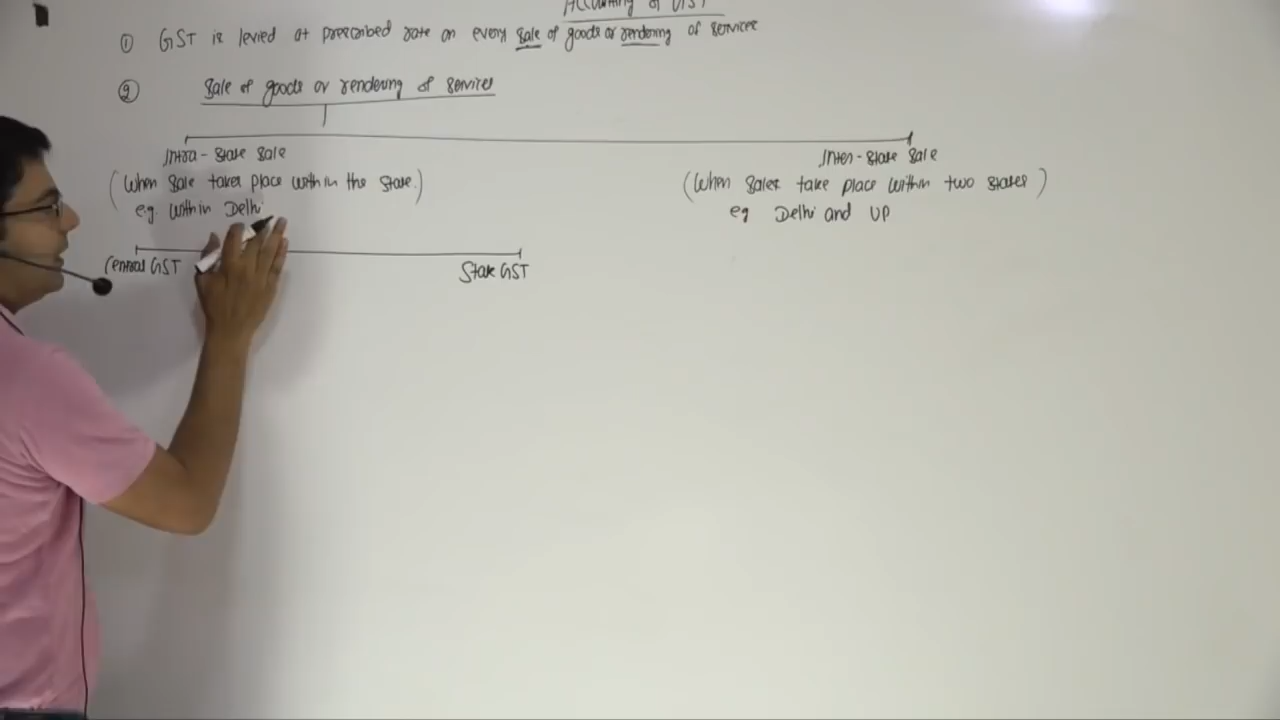 Accounting of GST
① GST is levied at prescribed rate on every sale of goods or rendering of services
② Sale of goods or rendering of services
Intra-State Sale
(When Sale takes place within the State.)
e.g. within Delhi
Inter-State Sale
(When Sales take place within two states)
eg Delhi and UP
Central GST
State GST